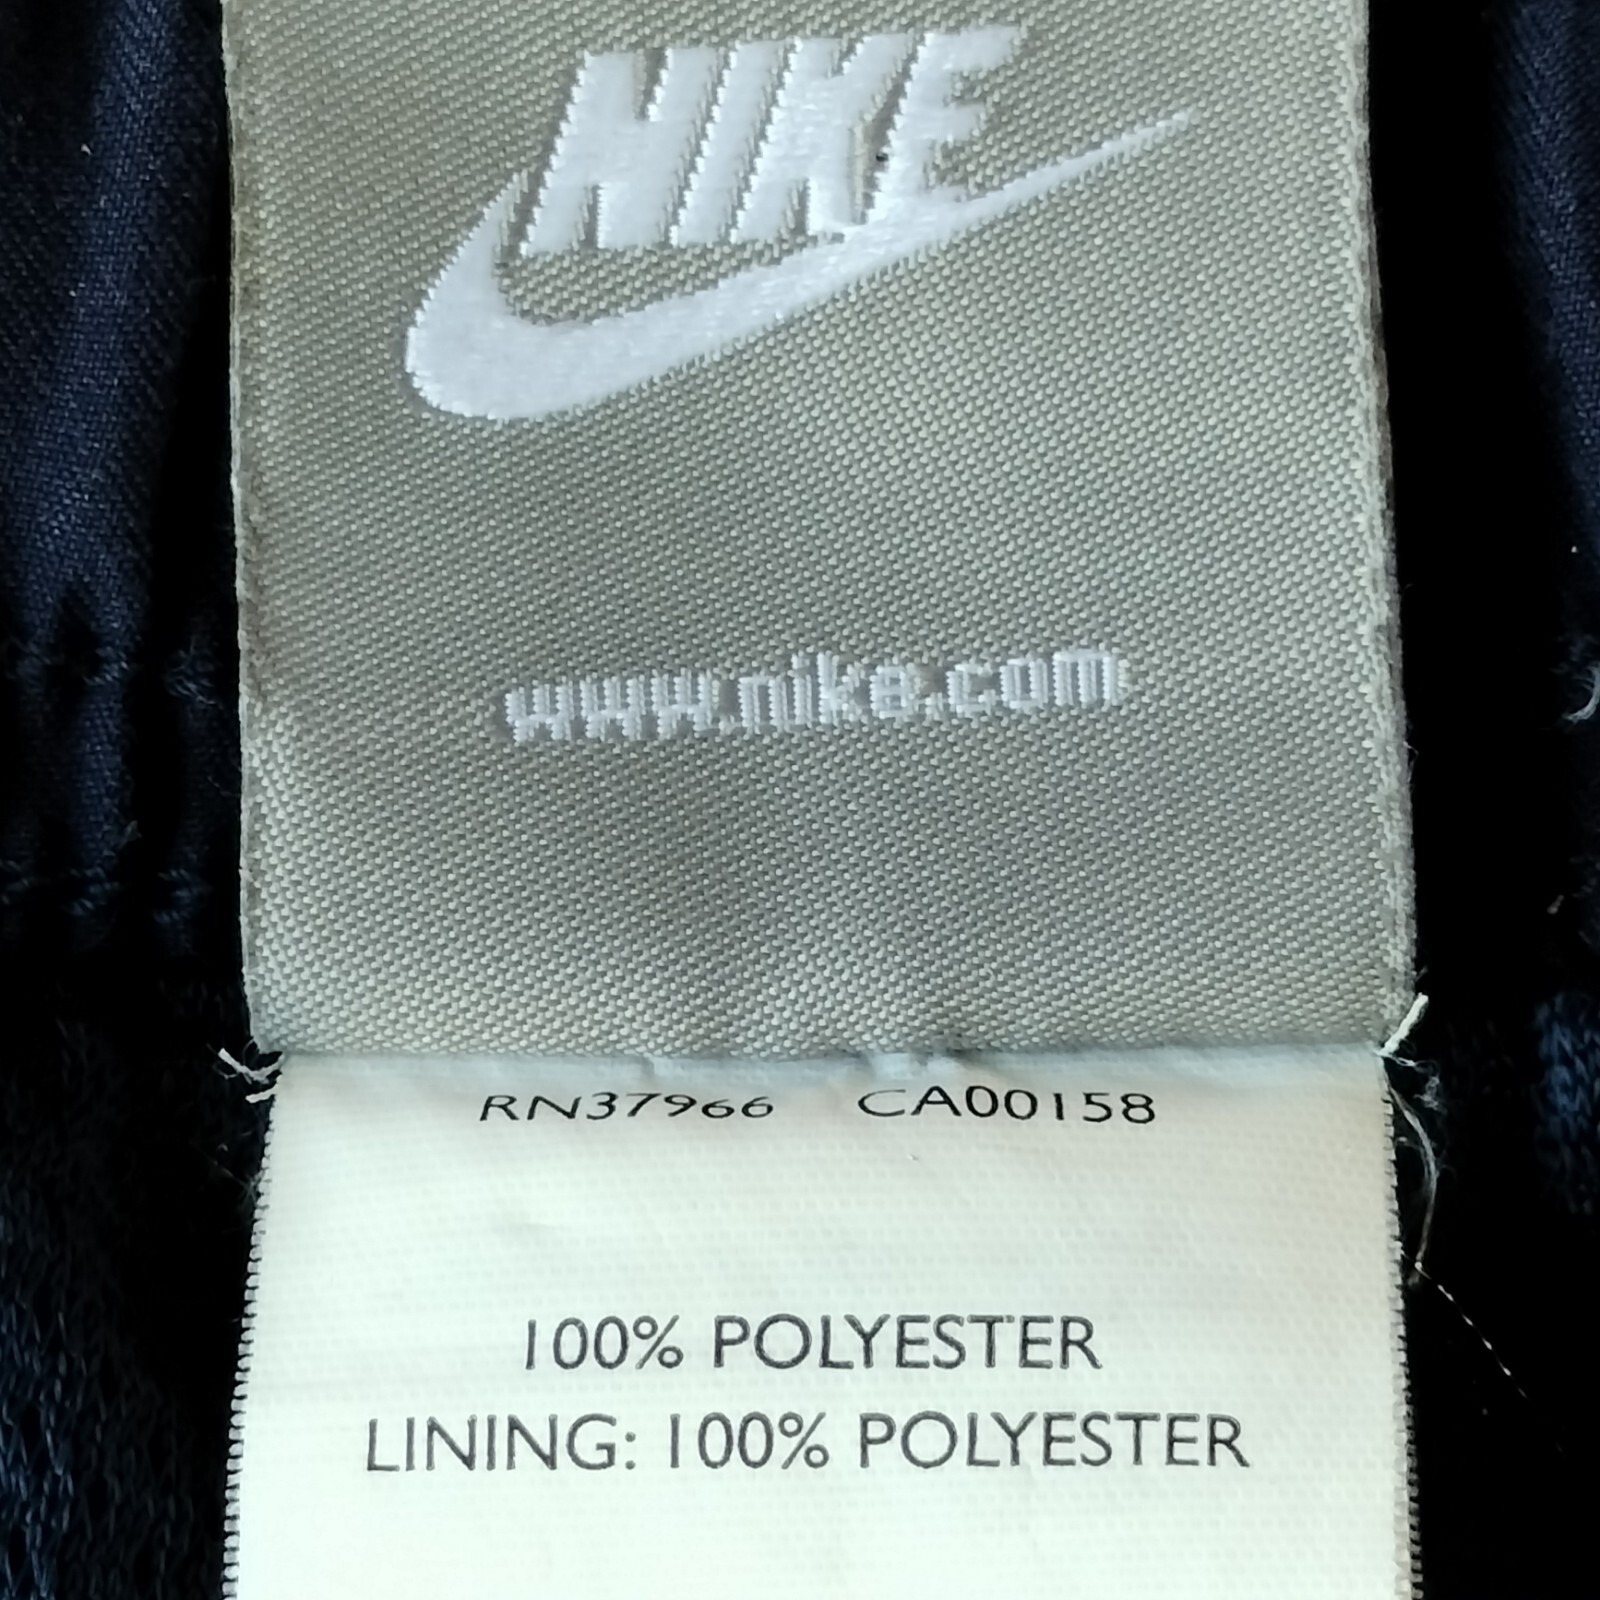 NIKE
www.nike.com
RN37966 CA00158
100% POLYESTER
LINING: 100% POLYESTER